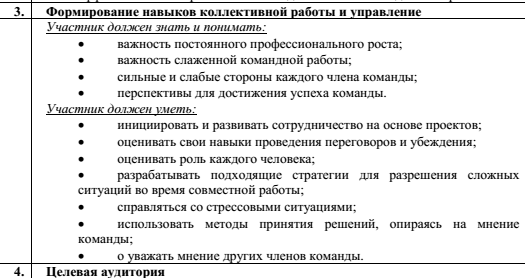 3. Формирование навыков коллективной работы и управление
Участник должен знать и понимать:
• важность постоянного профессионального роста;
• важность слаженной командной работы;
• сильные и слабые стороны каждого члена команды;
• перспективы для достижения успеха команды.
Участник должен уметь:
• инициировать и развивать сотрудничество на основе проектов;
• оценивать свои навыки проведения переговоров и убеждения;
• оценивать роль каждого человека;
• разрабатывать подходящие стратегии для разрешения сложных
ситуаций во время совместной работы;
• справляться со стрессовыми ситуациями;
• использовать методы принятия решений, опираясь на мнение
команды;
• о уважать мнение других членов команды.
4. Целевая аудитория